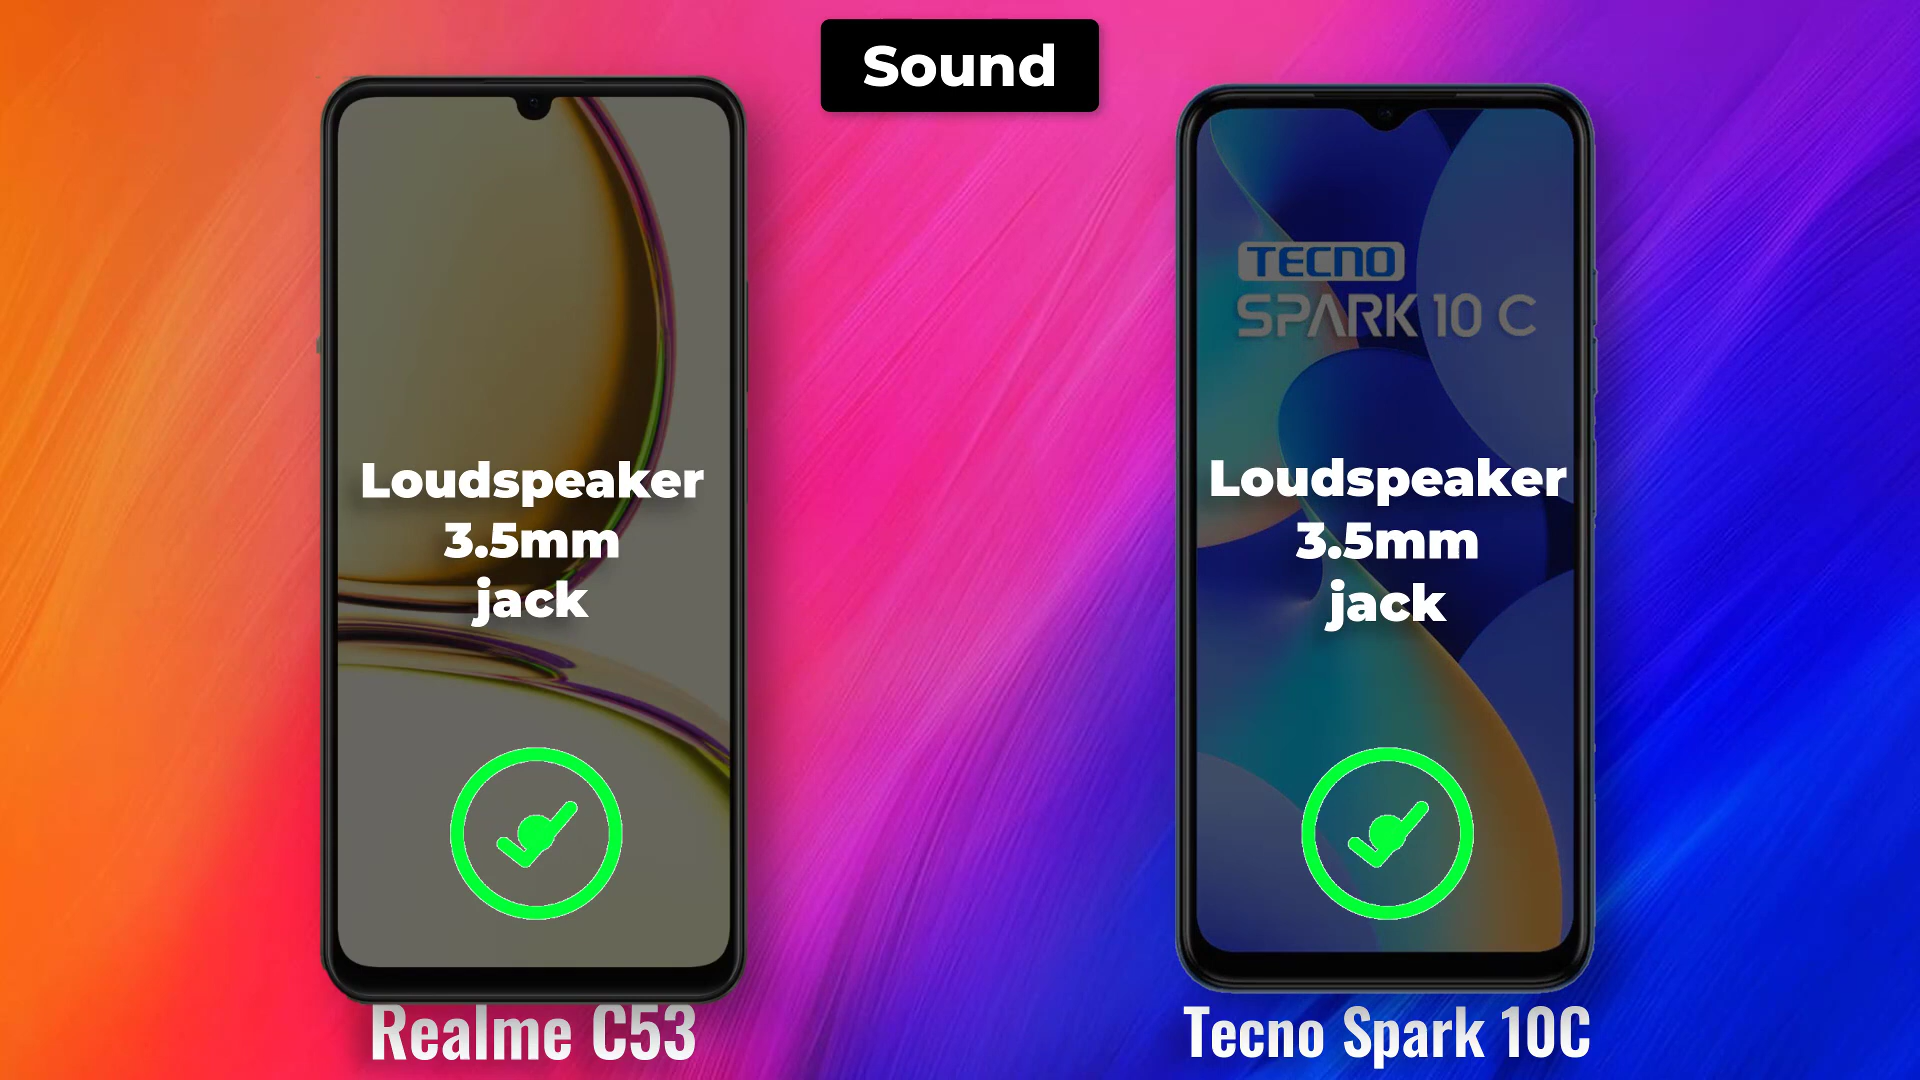 Sound
Loudspeaker
3.5mm
jack
Realme C53
TECNO
SPARK 10 C
Loudspeaker
3.5mm
jack
Tecno Spark 10C